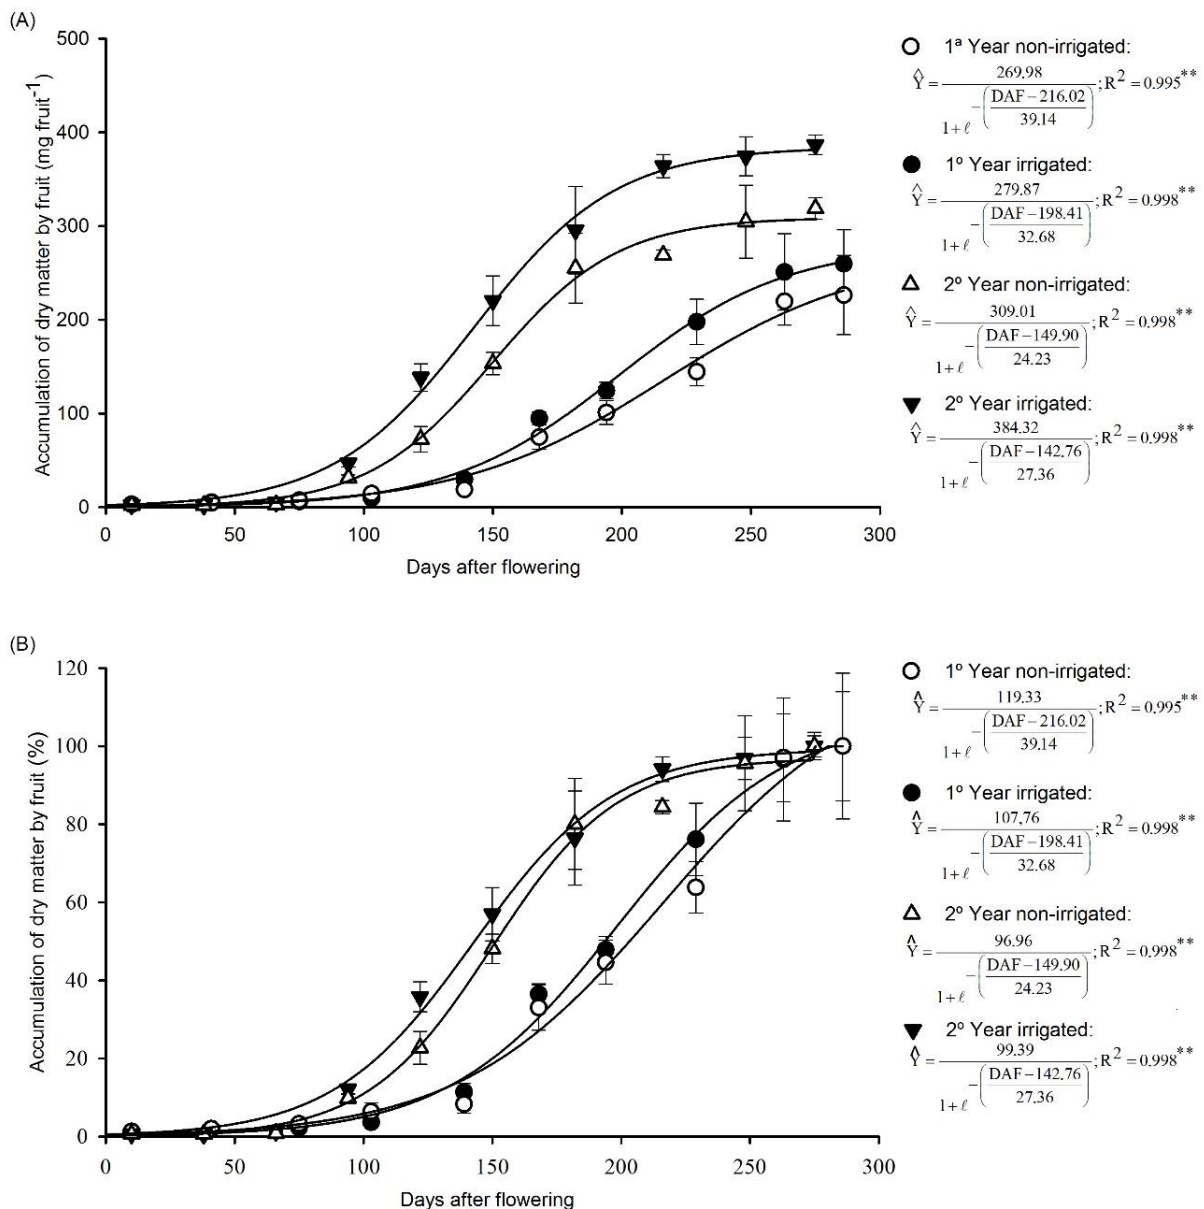 (A)
500
400
300
200
100
0
0 50 100 150 200 250 300
Accumulation of dry matter by fruit (mg fruit⁻¹)
Days after flowering
1ª Year non-irrigated:
Ŷ = 269,98 / 1+ℓ^-(DAF−216.02 / 39.14) ; R² = 0.995**
1º Year irrigated:
Ŷ = 279.87 / 1+ℓ^-(DAF−198.41 / 32.68) ; R² = 0.998**
2º Year non-irrigated:
Ŷ = 309.01 / 1+ℓ^-(DAF−149.90 / 24.23) ; R² = 0.998**
2º Year irrigated:
Ŷ = 384.32 / 1+ℓ^-(DAF−142,76 / 27,36) ; R² = 0.998**
(B)
120
100
80
60
40
20
0
0 50 100 150 200 250 300
Accumulation of dry matter by fruit (%)
Days after flowering
1º Year non-irrigated:
Ŷ = 119,33 / 1+ℓ^-(DAF−216.02 / 39.14) ; R² = 0,995**
1º Year irrigated:
Ŷ = 107,76 / 1+ℓ^-(DAF−198.41 / 32.68) ; R² = 0.998**
2º Year non-irrigated:
Ŷ = 96.96 / 1+ℓ^-(DAF−149.90 / 24.23) ; R² = 0.998**
2º Year irrigated:
Ŷ = 99.39 / 1+ℓ^-(DAF−142,76 / 27,36) ; R² = 0.998**